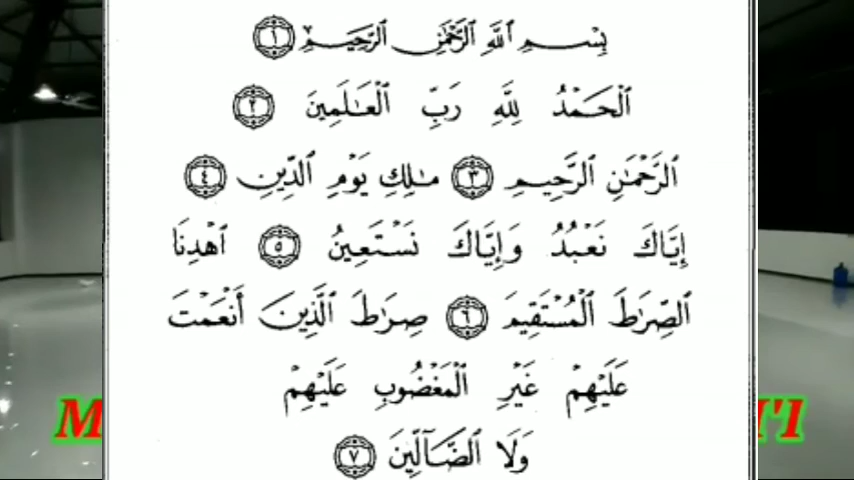 بِسْمِ ٱللَّهِ ٱلرَّحْمَٰنِ ٱلرَّحِيمِ ١
ٱلْحَمْدُ لِلَّهِ رَبِّ ٱلْعَٰلَمِينَ ٢
ٱلرَّحْمَٰنِ ٱلرَّحِيمِ ٣ مَٰلِكِ يَوْمِ ٱلدِّينِ ٤
إِيَّاكَ نَعْبُدُ وَإِيَّاكَ نَسْتَعِينُ ٥ ٱهْدِنَا
ٱلصِّرَٰطَ ٱلْمُسْتَقِيمَ ٦ صِرَٰطَ ٱلَّذِينَ أَنْعَمْتَ
عَلَيْهِمْ غَيْرِ ٱلْمَغْضُوبِ عَلَيْهِمْ
وَلَا ٱلضَّآلِّينَ ٧